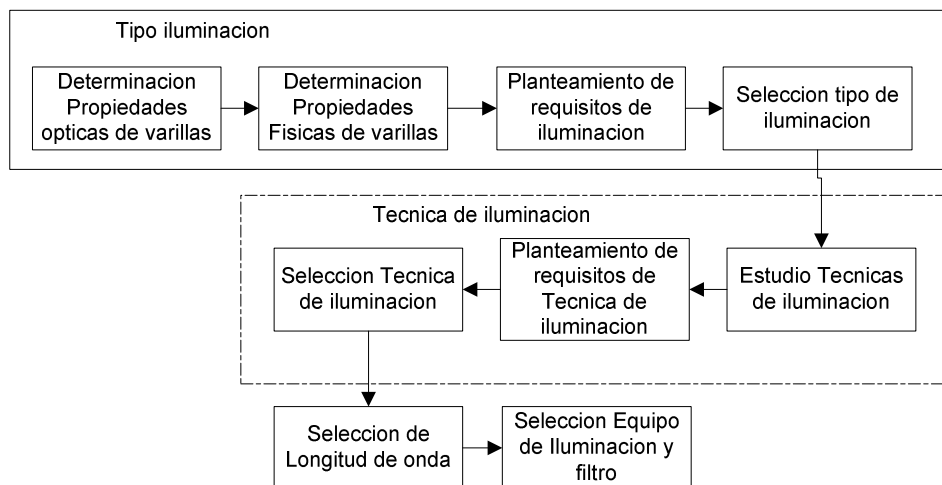 Tipo iluminacion
Determinacion
Propiedades
opticas de varillas
Determinacion
Propiedades
Fisicas de varillas
Planteamiento de
requisitos de
iluminacion
Seleccion tipo de
iluminacion
Tecnica de iluminacion
Estudio Tecnicas
de iluminacion
Planteamiento de
requisitos de
Tecnica de
iluminacion
Seleccion Tecnica
de iluminacion
Seleccion de
Longitud de onda
Seleccion Equipo
de Iluminacion y
filtro